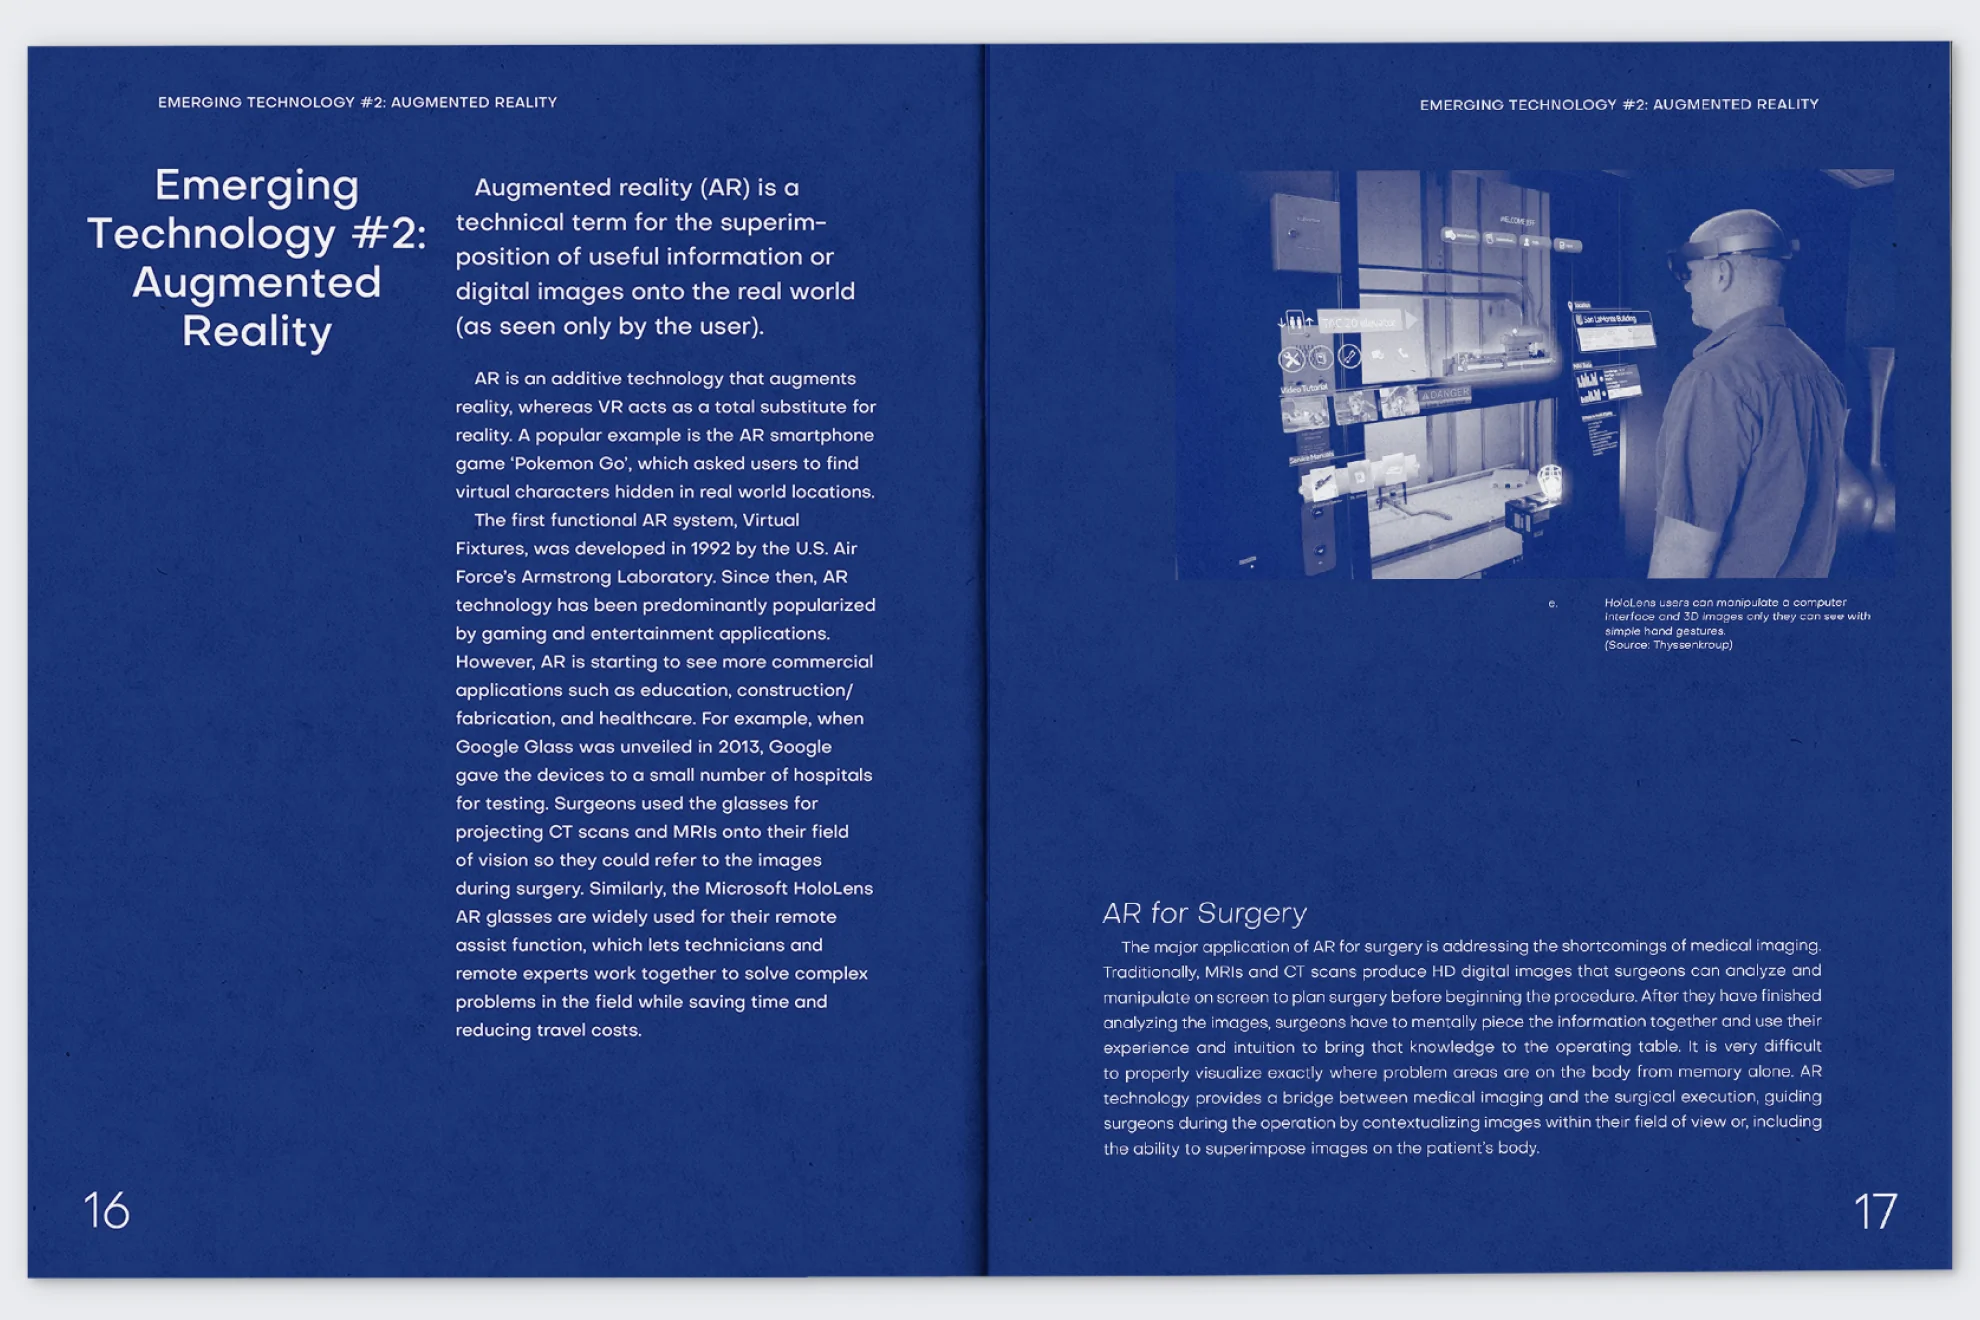 EMERGING TECHNOLOGY #2: AUGMENTED REALITY
Emerging
Technology #2:
Augmented
Reality
Augmented reality (AR) is a
technical term for the superim-
position of useful information or
digital images onto the real world
(as seen only by the user).
AR is an additive technology that augments
reality, whereas VR acts as a total substitute for
reality. A popular example is the AR smartphone
game ‘Pokemon Go’, which asked users to find
virtual characters hidden in real world locations.
The first functional AR system, Virtual
Fixtures, was developed in 1992 by the U.S. Air
Force’s Armstrong Laboratory. Since then, AR
technology has been predominantly popularized
by gaming and entertainment applications.
However, AR is starting to see more commercial
applications such as education, construction/
fabrication, and healthcare. For example, when
Google Glass was unveiled in 2013, Google
gave the devices to a small number of hospitals
for testing. Surgeons used the glasses for
projecting CT scans and MRIs onto their field
of vision so they could refer to the images
during surgery. Similarly, the Microsoft HoloLens
AR glasses are widely used for their remote
assist function, which lets technicians and
remote experts work together to solve complex
problems in the field while saving time and
reducing travel costs.
16
EMERGING TECHNOLOGY #2: AUGMENTED REALITY
WELCOME JEFF
TAC 20 elevator
San LaMonte Building
Video Tutorial
DANGER
Service Manuals
e.
HoloLens users can manipulate a computer
interface and 3D images only they can see with
simple hand gestures.
(Source: Thyssenkroup)
AR for Surgery
The major application of AR for surgery is addressing the shortcomings of medical imaging.
Traditionally, MRIs and CT scans produce HD digital images that surgeons can analyze and
manipulate on screen to plan surgery before beginning the procedure. After they have finished
analyzing the images, surgeons have to mentally piece the information together and use their
experience and intuition to bring that knowledge to the operating table. It is very difficult
to properly visualize exactly where problem areas are on the body from memory alone. AR
technology provides a bridge between medical imaging and the surgical execution, guiding
surgeons during the operation by contextualizing images within their field of view or, including
the ability to superimpose images on the patient’s body.
17